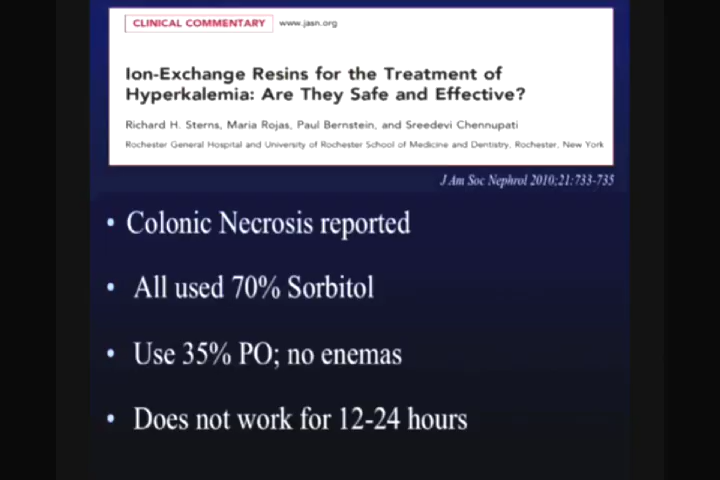 CLINICAL COMMENTARY www.jasn.org
Ion-Exchange Resins for the Treatment of
Hyperkalemia: Are They Safe and Effective?
Richard H. Sterns, Maria Rojas, Paul Bernstein, and Sreedevi Chennupati
Rochester General Hospital and University of Rochester School of Medicine and Dentistry, Rochester, New York
J Am Soc Nephrol 2010;21:733-735
• Colonic Necrosis reported
• All used 70% Sorbitol
• Use 35% PO; no enemas
• Does not work for 12-24 hours